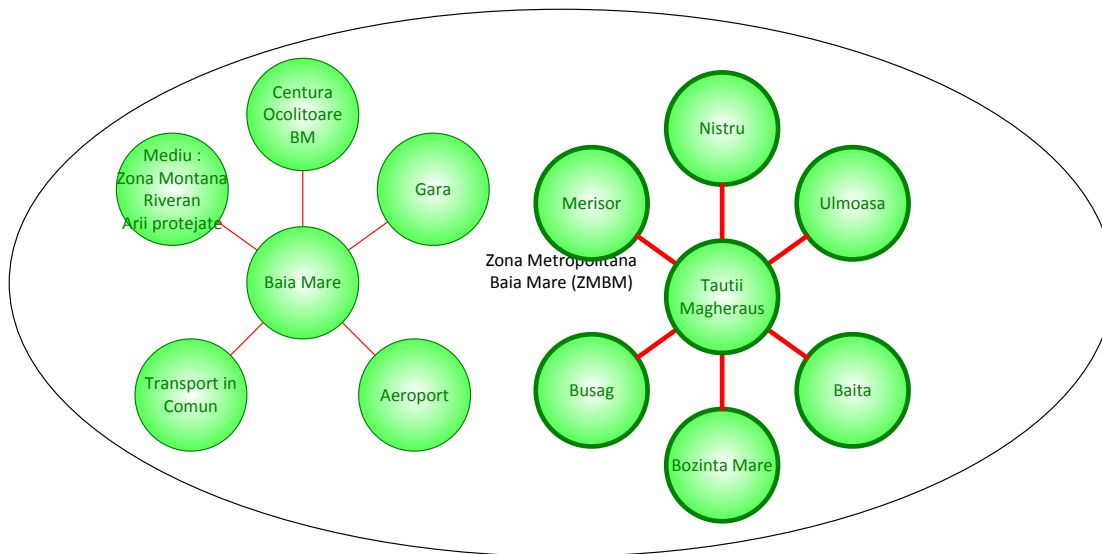 Centura
Ocolitoare
BM
Mediu :
Zona Montana
Riveran
Arii protejate
Gara
Baia Mare
Transport in
Comun
Aeroport
Zona Metropolitana
Baia Mare (ZMBM)
Nistru
Merisor
Ulmoasa
Tautii
Magheraus
Busag
Baita
Bozinta Mare